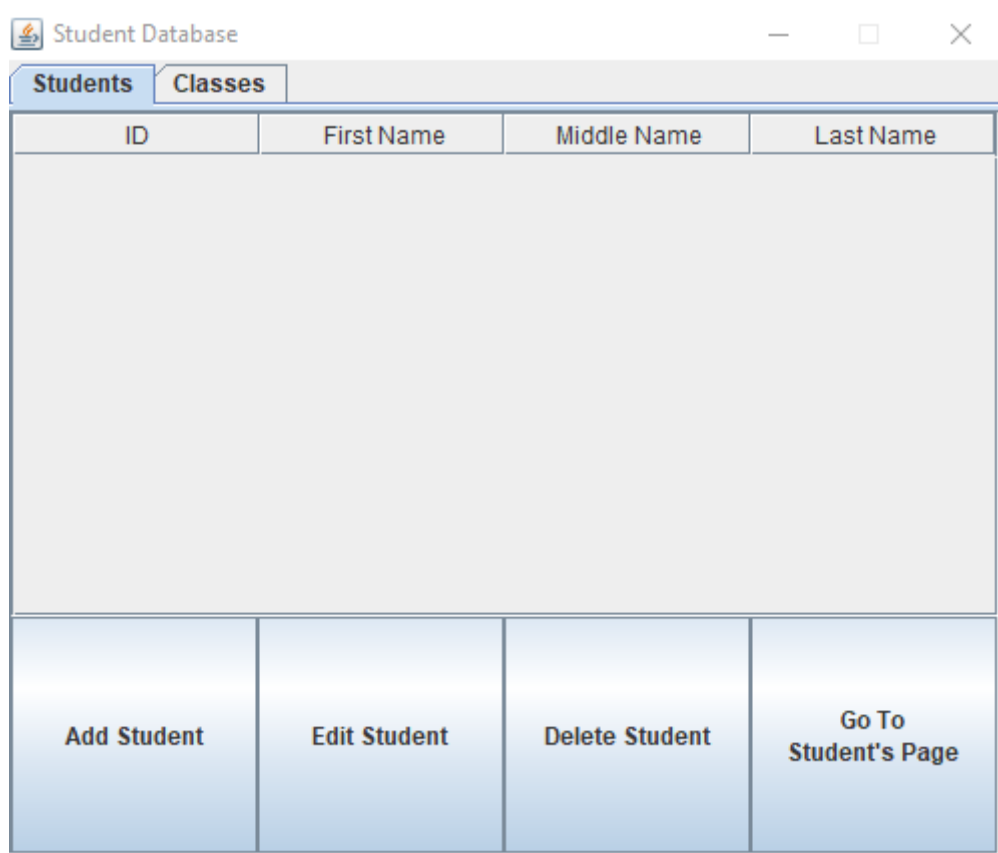 Student Database
Students Classes
ID First Name Middle Name Last Name
Add Student Edit Student Delete Student Go To
Student's Page